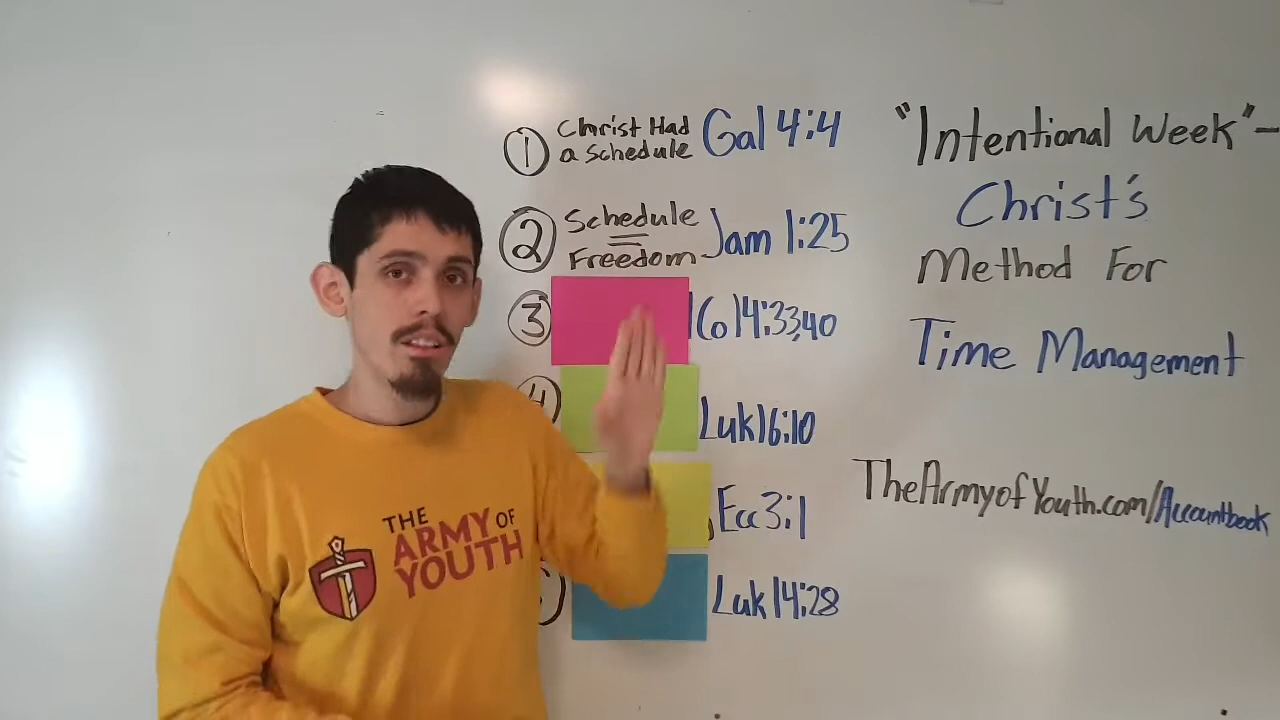 ① Christ Had
a Schedule Gal 4:4
② Schedule
=
Freedom Jam 1:25
③ 1Co 14:33,40
④ Luk 16:10
Ecc 3:1
Luk 14:28
"Intentional Week"-
Christ's
Method For
Time Management
TheArmyofYouth.com/Accountbook
THE
ARMY OF
YOUTH